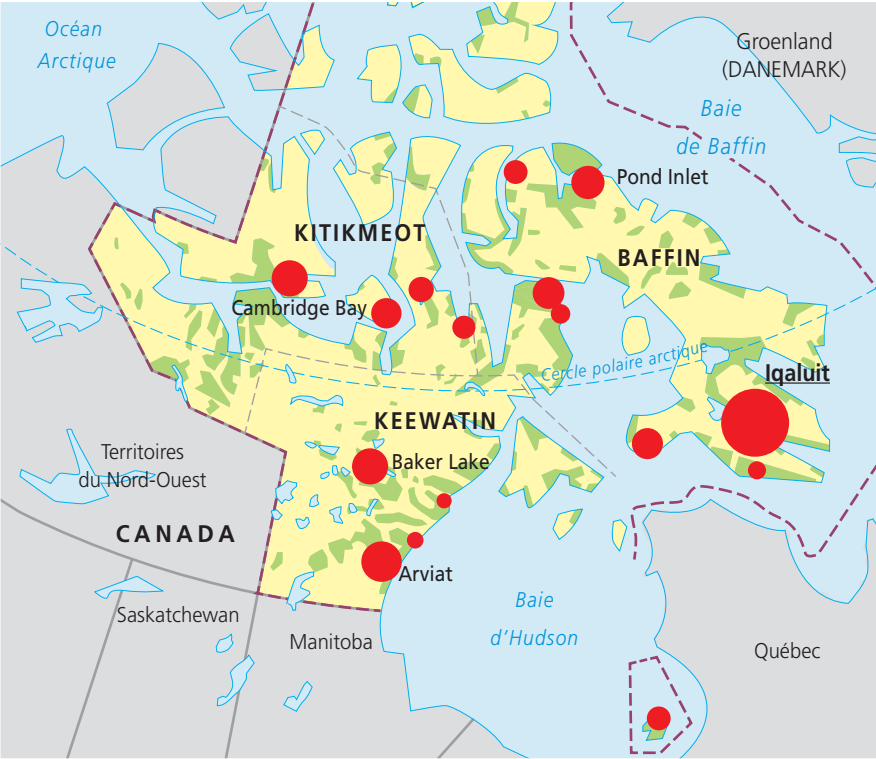 Océan
Arctique
Groenland
(DANEMARK)
Baie
de Baffin
Pond Inlet
KITIKMEOT
BAFFIN
Cambridge Bay
Cercle polaire arctique
Iqaluit
KEEWATIN
Territoires
du Nord-Ouest
Baker Lake
CANADA
Arviat
Saskatchewan
Baie
d'Hudson
Manitoba
Québec